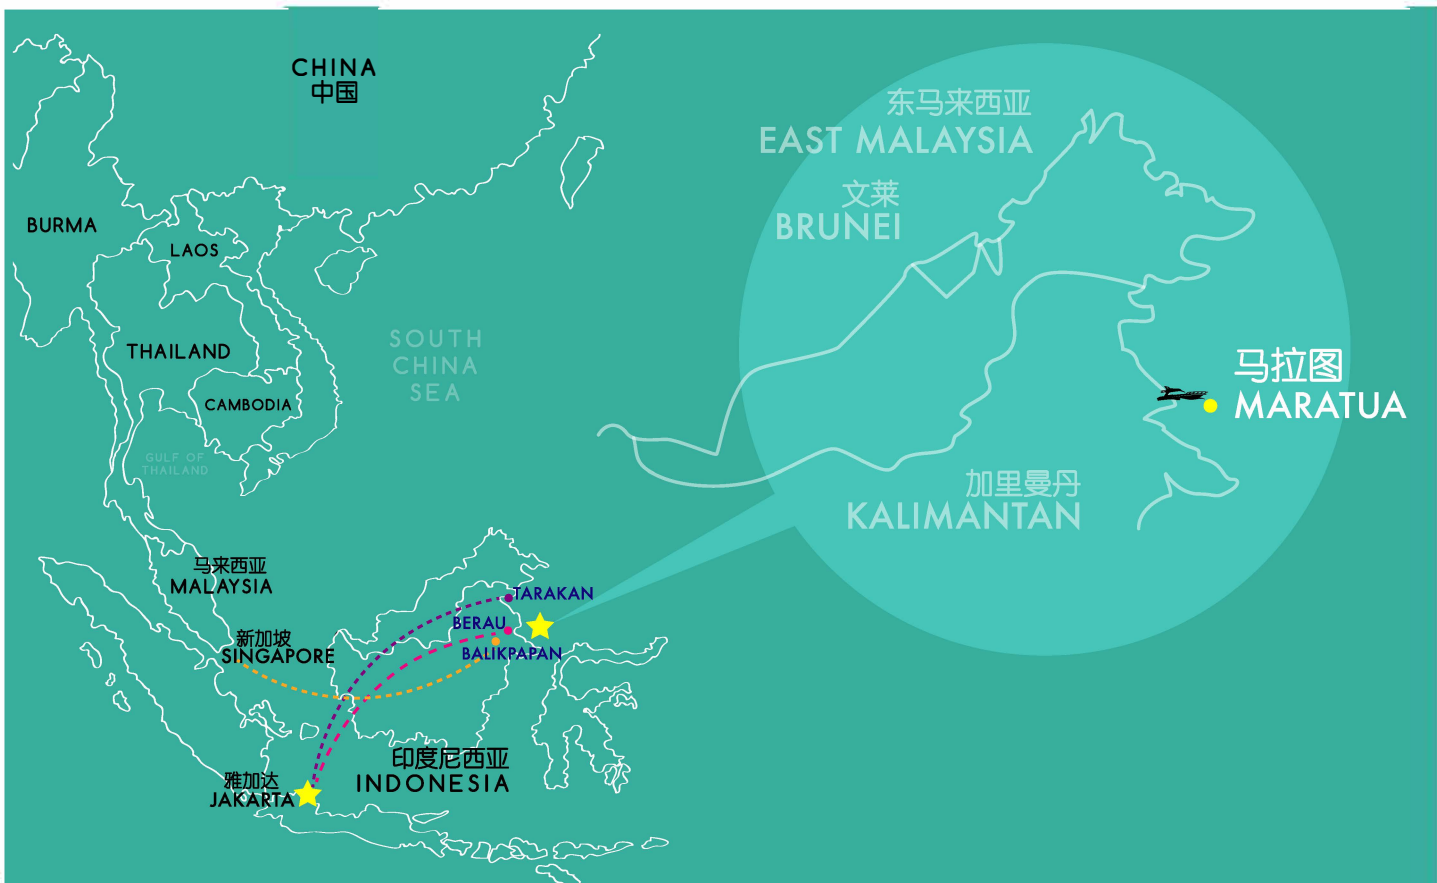 CHINA
中国
BURMA
LAOS
THAILAND
CAMBODIA
GULF OF
THAILAND
SOUTH
CHINA
SEA
东马来西亚
EAST MALAYSIA
文莱
BRUNEI
马拉图
MARATUA
加里曼丹
KALIMANTAN
马来西亚
MALAYSIA
新加坡
SINGAPORE
TARAKAN
BERAU
BALIKPAPAN
印度尼西亚
INDONESIA
雅加达
JAKARTA